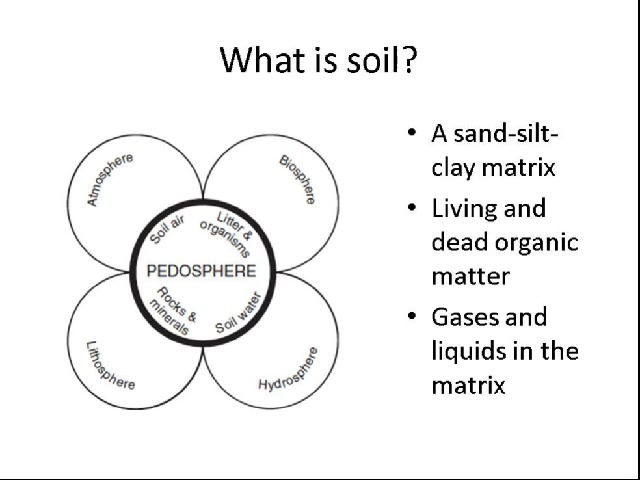 What is soil?
Atmosphere
Biosphere
Soil air
Litter &
organisms
PEDOSPHERE
Rocks &
minerals
Soil water
Lithosphere
Hydrosphere
• A sand-silt-
clay matrix
• Living and
dead organic
matter
• Gases and
liquids in the
matrix